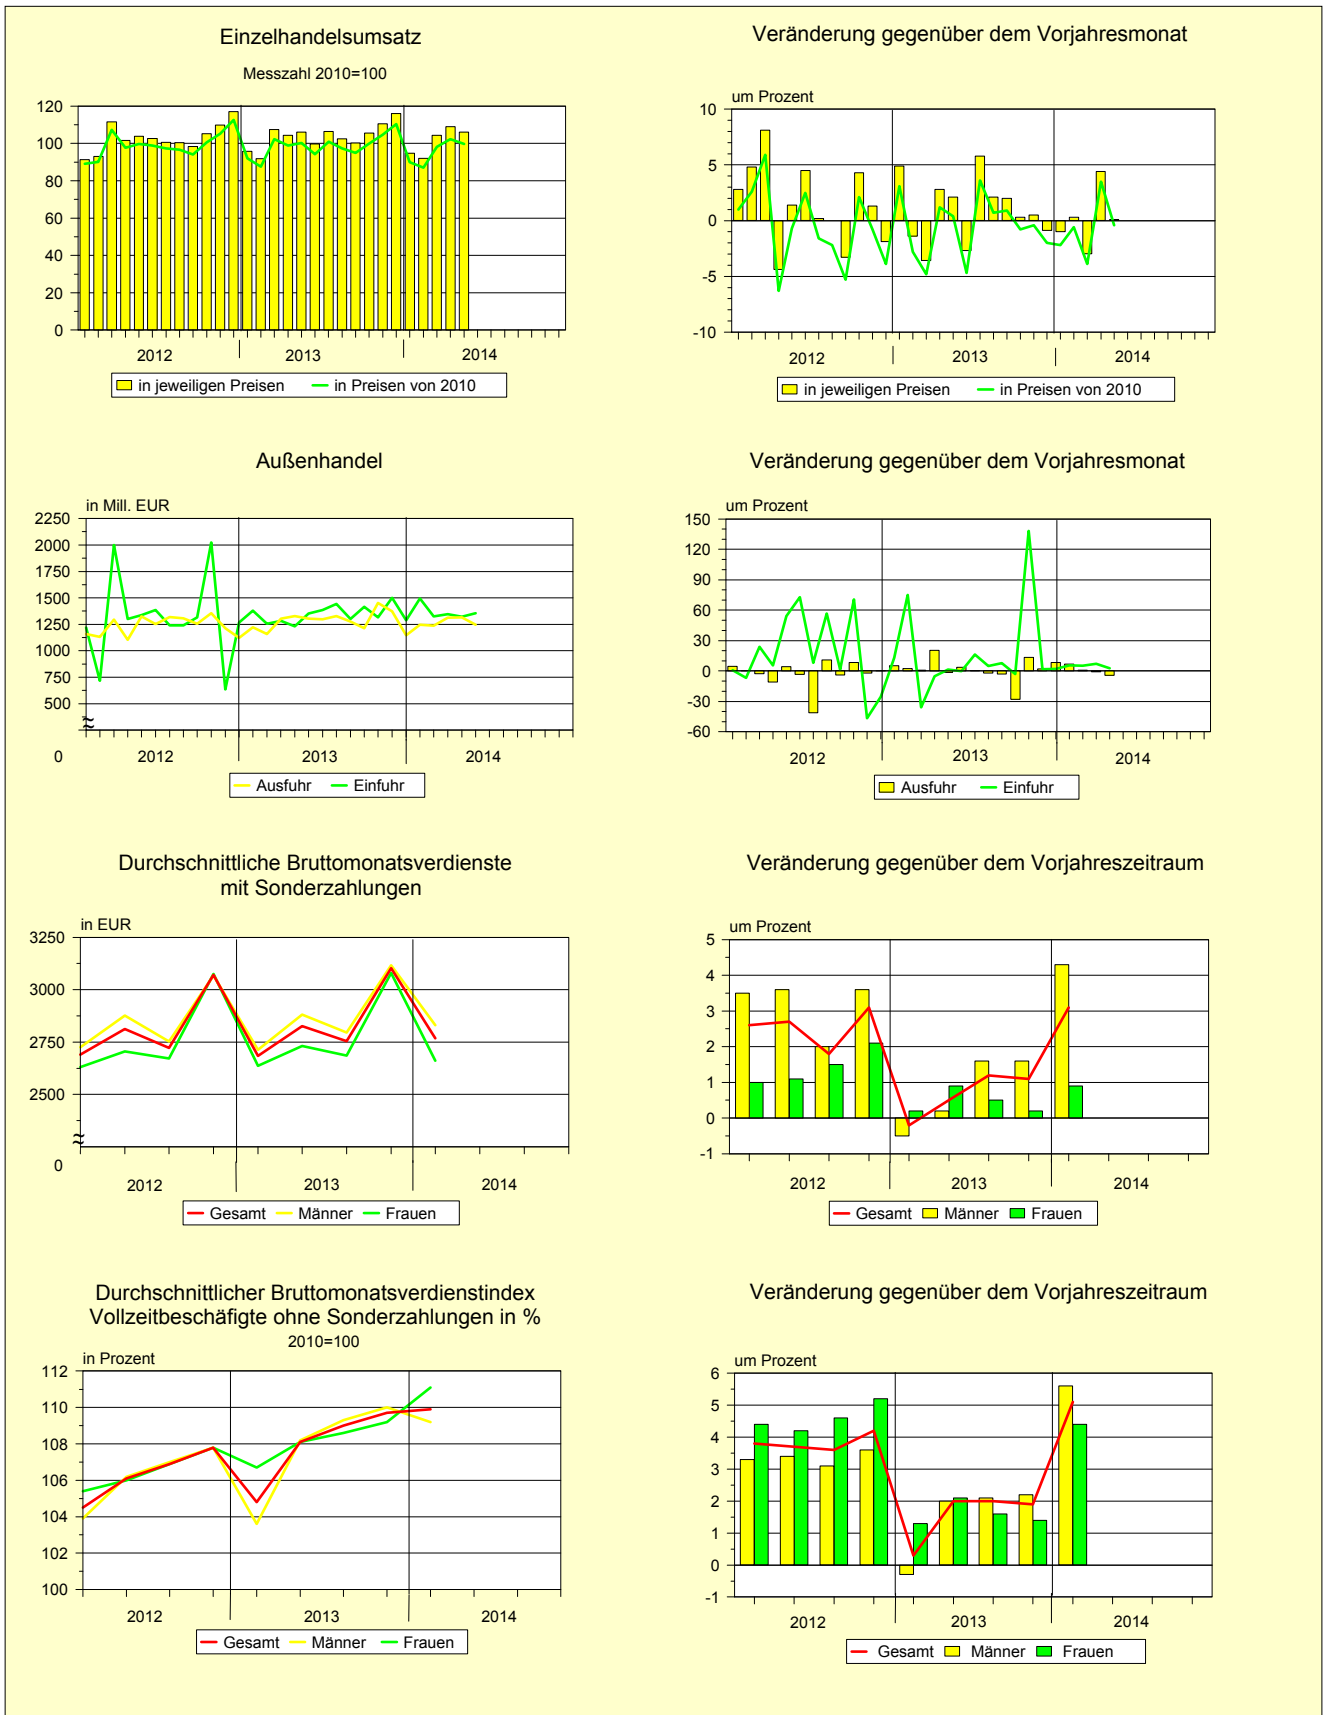 Einzelhandelsumsatz
Messzahl 2010=100
120
100
80
60
40
20
0
2012 2013 2014
in jeweiligen Preisen in Preisen von 2010
Veränderung gegenüber dem Vorjahresmonat
um Prozent
10
5
0
-5
-10
2012 2013 2014
in jeweiligen Preisen in Preisen von 2010
Außenhandel
in Mill. EUR
2250
2000
1750
1500
1250
1000
750
500
0
2012 2013 2014
Ausfuhr Einfuhr
Veränderung gegenüber dem Vorjahresmonat
um Prozent
150
120
90
60
30
0
-30
-60
2012 2013 2014
Ausfuhr Einfuhr
Durchschnittliche Bruttomonatsverdienste
mit Sonderzahlungen
in EUR
3250
3000
2750
2500
0
2012 2013 2014
Gesamt Männer Frauen
Veränderung gegenüber dem Vorjahreszeitraum
um Prozent
5
4
3
2
1
0
-1
2012 2013 2014
Gesamt Männer Frauen
Durchschnittlicher Bruttomonatsverdienstindex
Vollzeitbeschäfigte ohne Sonderzahlungen in %
2010=100
in Prozent
112
110
108
106
104
102
100
2012 2013 2014
Gesamt Männer Frauen
Veränderung gegenüber dem Vorjahreszeitraum
um Prozent
6
5
4
3
2
1
0
-1
2012 2013 2014
Gesamt Männer Frauen